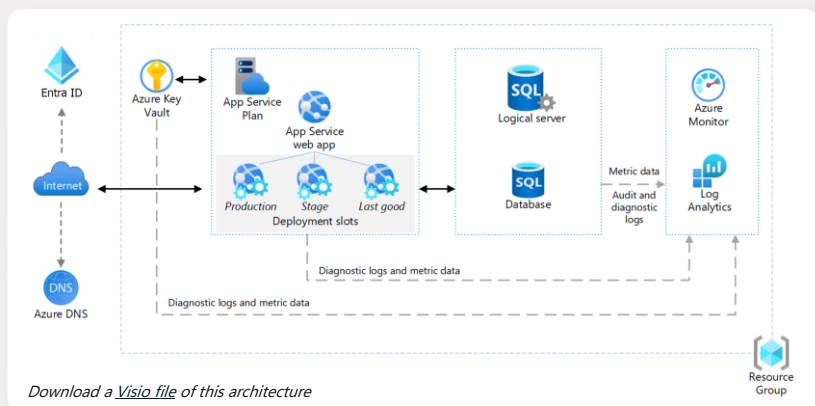 Entra ID
Internet
DNS
Azure DNS
Azure Key
Vault
App Service
Plan
App Service
web app
Production
Stage
Last good
Deployment slots
SQL
Logical server
SQL
Database
Metric data
Audit and
diagnostic
logs
Azure
Monitor
Log
Analytics
Diagnostic logs and metric data
Diagnostic logs and metric data
Resource
Group
Download a Visio file of this architecture